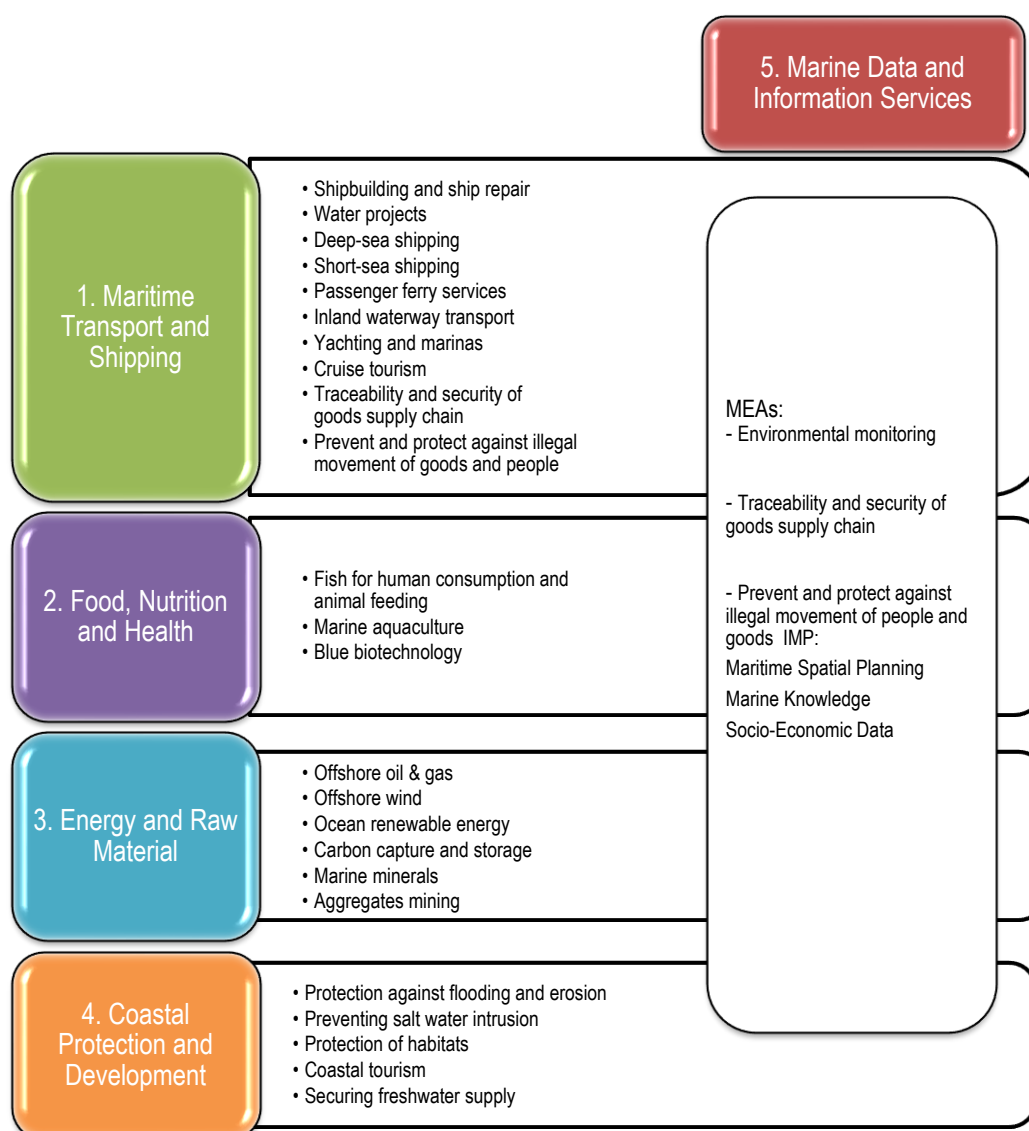 5. Marine Data and
Information Services
1. Maritime
Transport and
Shipping
• Shipbuilding and ship repair
• Water projects
• Deep-sea shipping
• Short-sea shipping
• Passenger ferry services
• Inland waterway transport
• Yachting and marinas
• Cruise tourism
• Traceability and security of
goods supply chain
• Prevent and protect against illegal
movement of goods and people
2. Food, Nutrition
and Health
• Fish for human consumption and
animal feeding
• Marine aquaculture
• Blue biotechnology
3. Energy and Raw
Material
• Offshore oil & gas
• Offshore wind
• Ocean renewable energy
• Carbon capture and storage
• Marine minerals
• Aggregates mining
4. Coastal
Protection and
Development
• Protection against flooding and erosion
• Preventing salt water intrusion
• Protection of habitats
• Coastal tourism
• Securing freshwater supply
MEAs:
- Environmental monitoring
- Traceability and security of
goods supply chain
- Prevent and protect against
illegal movement of people and
goods IMP:
Maritime Spatial Planning
Marine Knowledge
Socio-Economic Data